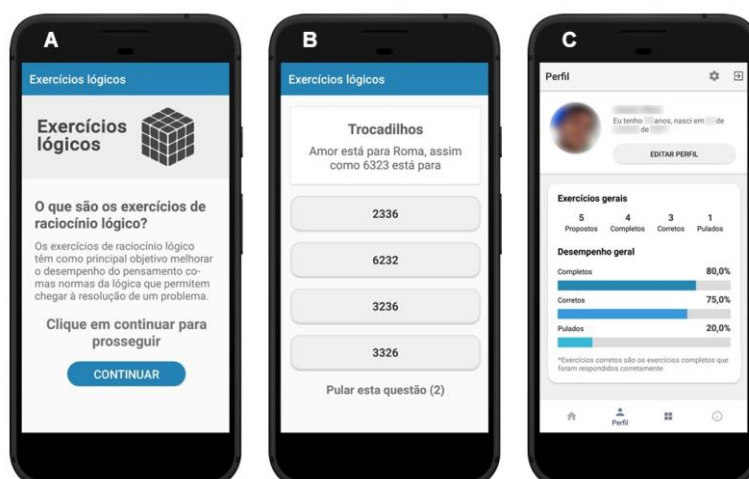 A
Exercícios lógicos
Exercícios
lógicos
O que são os exercícios de
raciocínio lógico?
Os exercícios de raciocínio lógico
têm como principal objetivo melhorar
o desempenho do pensamento co-
mas normas da lógica que permitem
chegar à resolução de um problema.
Clique em continuar para
prosseguir
CONTINUAR
B
Exercícios lógicos
Trocadilhos
Amor está para Roma, assim
como 6323 está para
2336
6232
3236
3326
Pular esta questão (2)
C
Perfil
Eu tenho anos, nasci em de
de
EDITAR PERFIL
Exercícios gerais
5 4 3 1
Propostos Completos Corretos Pulados
Desempenho geral
Completos 80,0%
Corretos 75,0%
Pulados 20,0%
*Exercícios corretos são os exercícios completos que
foram respondidos corretamente
Perfil